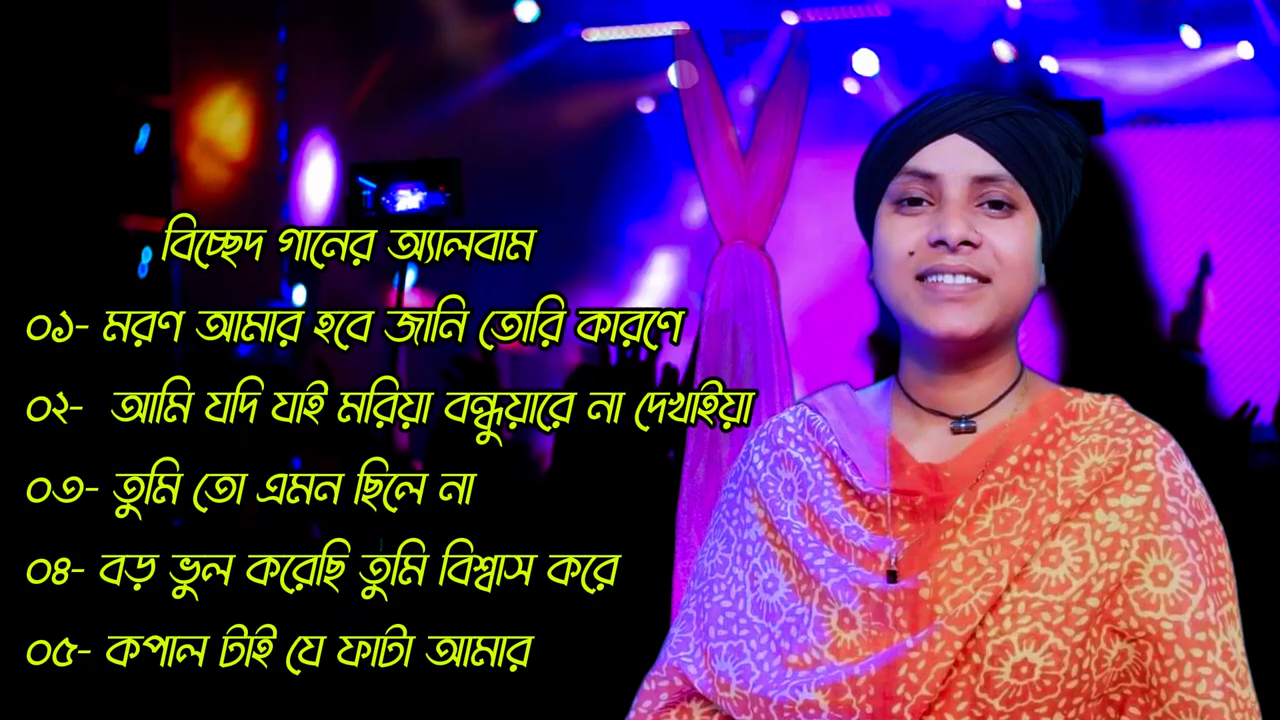 বিচ্ছেদ গানের অ্যালবাম
০১- মরণ আমার হবে জানি তোরি কারণে
০২- আমি যদি যাই মরিয়া বন্ধুয়ারে না দেখাইয়া
০৩- তুমি তো এমন ছিলে না
০৪- বড় ভুল করেছি তুমি বিশ্বাস করে
০৫- কপাল টাই যে ফাটা আমার